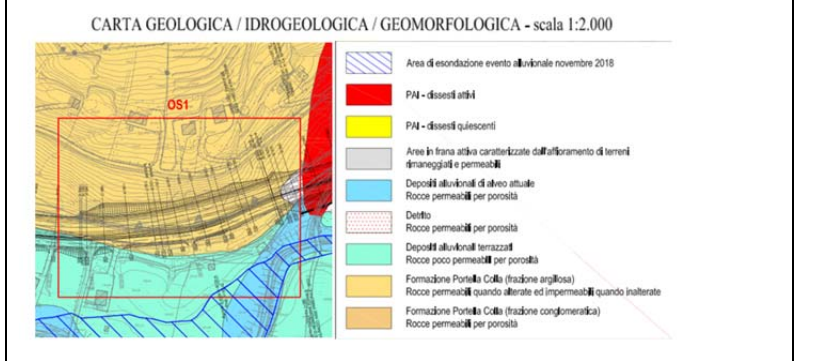 CARTA GEOLOGICA / IDROGEOLOGICA / GEOMORFOLOGICA - scala 1:2.000
OS1
Area di esondazione evento alluvionale novembre 2018
PAI - dissesti attivi
PAI - dissesti quiescenti
Aree in frana attiva caratterizzate dall'affioramento di terreni
rimaneggiati e permeabili
Depositi alluvionali di alveo attuale
Rocce permeabili per porosità
Detrito
Rocce permeabili per porosità
Depositi alluvionali terrazzati
Rocce poco permeabili per porosità
Formazione Portella Colla (frazione argillosa)
Rocce permeabili quando alterate ed impermeabili quando inalterate
Formazione Portella Colla (frazione conglomeratica)
Rocce permeabili per porosità